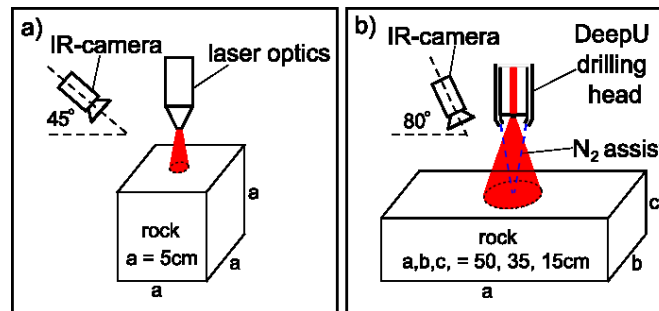 a)
IR-camera
laser optics
45°
rock
a = 5cm
a
a
a
b)
IR-camera
DeepU
drilling
head
80°
N₂ assis
rock
a,b,c, = 50, 35, 15cm
a
b
c